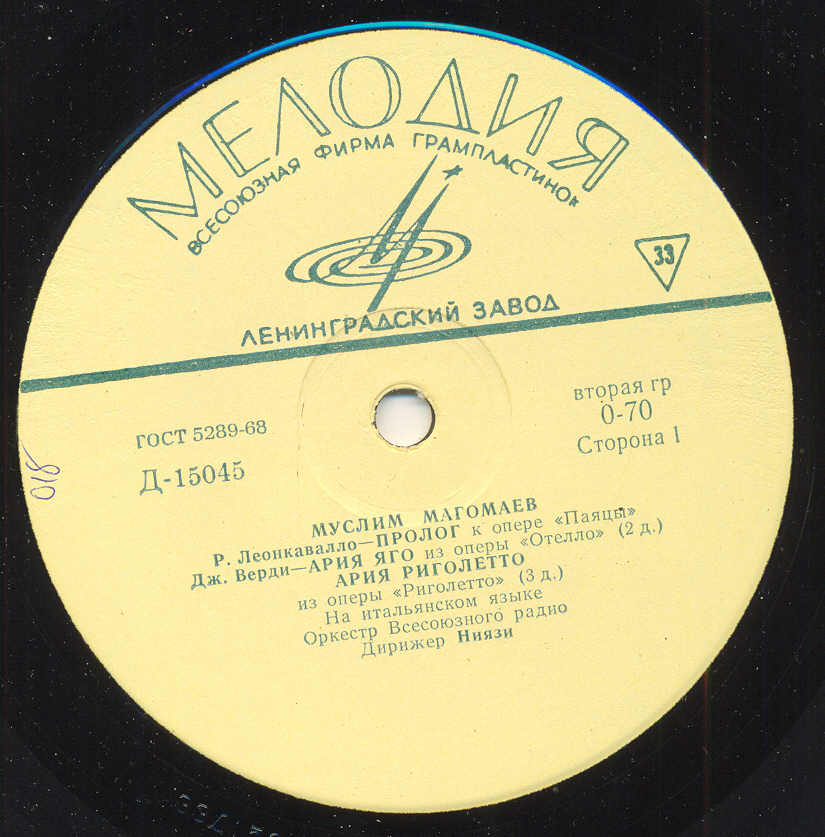 МЕЛОДИЯ
ВСЕСОЮЗНАЯ ФИРМА ГРАМПЛАСТИНОК
33
ЛЕНИНГРАДСКИЙ ЗАВОД
ГОСТ 5289-68
Д-15045
вторая гр
0-70
Сторона 1
018
МУСЛИМ МАГОМАЕВ
Р. Леонкавалло—ПРОЛОГ к опере «Паяцы»
Дж. Верди—АРИЯ ЯГО из оперы «Отелло» (2 д.)
АРИЯ РИГОЛЕТТО
из оперы «Риголетто» (3 д.)
На итальянском языке
Оркестр Всесоюзного радио
Дирижер Ниязи